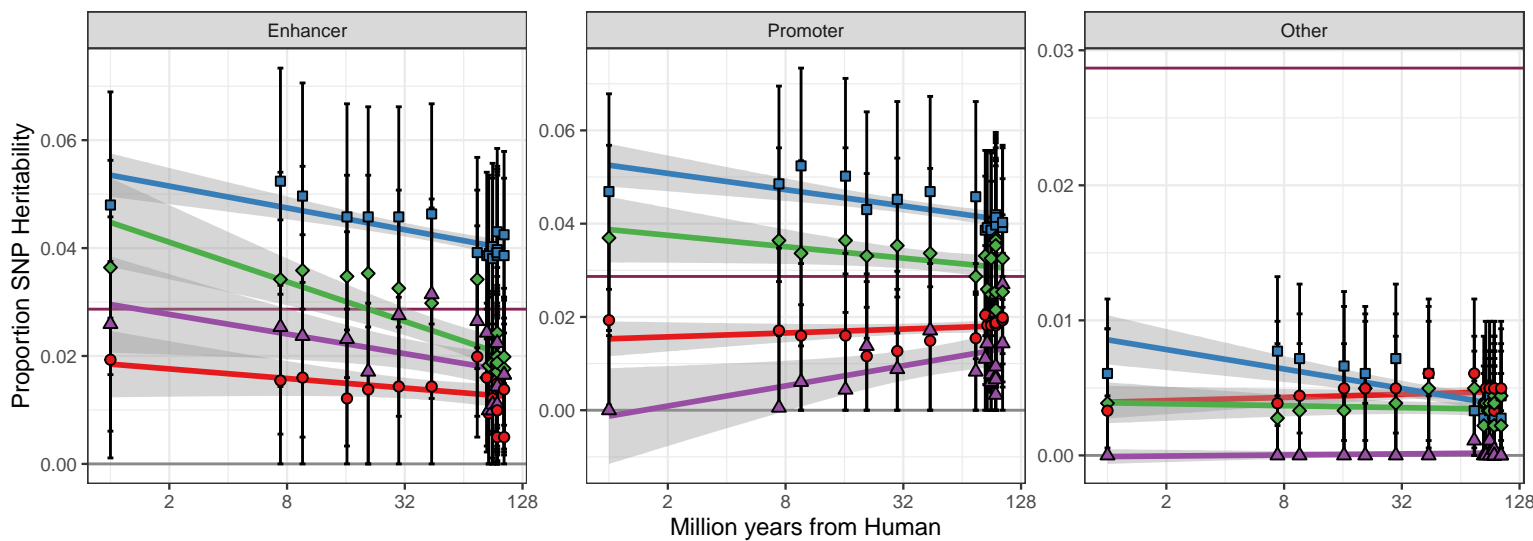 Enhancer
Promoter
Other
Proportion SNP Heritability
0.06
0.04
0.02
0.00
0.06
0.04
0.02
0.00
0.03
0.02
0.01
0.00
2 8 32 128
2 8 32 128
2 8 32 128
Million years from Human